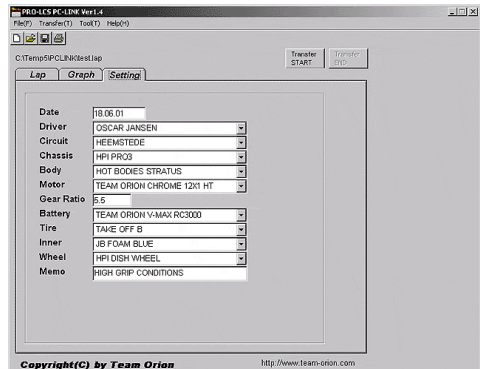 PRO-LCS PC-LINK Ver1.4
File(F) Transfer(T) Tool(T) Help(H)
C:\Temp5\PCLINK\test.lap
Transfer START
Transfer END
Lap Graph Setting
Date 18.06.01
Driver OSCAR JANSEN
Circuit HEEMSTEDE
Chassis HPI PRO3
Body HOT BODIES STRATUS
Motor TEAM ORION CHROME 12X1 HT
Gear Ratio 5.5
Battery TEAM ORION V-MAX RC3000
Tire TAKE OFF B
Inner JB FOAM BLUE
Wheel HPI DISH WHEEL
Memo HIGH GRIP CONDITIONS
Copyright(C) by Team Orion http://www.team-orion.com